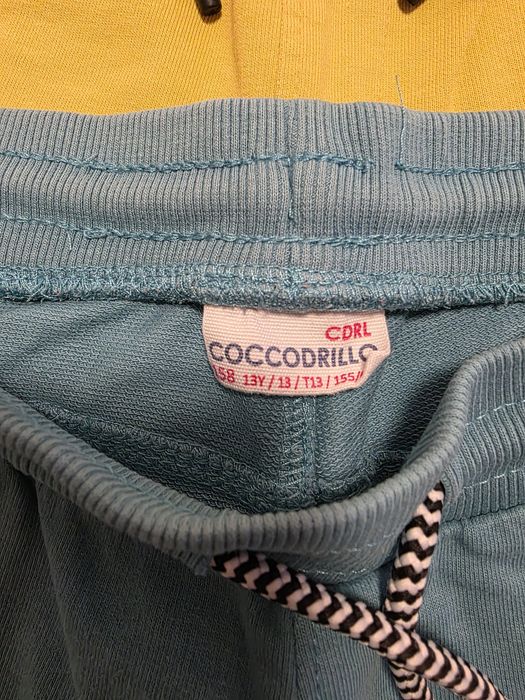 CDRL
COCCODRILLO
158 13Y / 13 / T13 / 155/